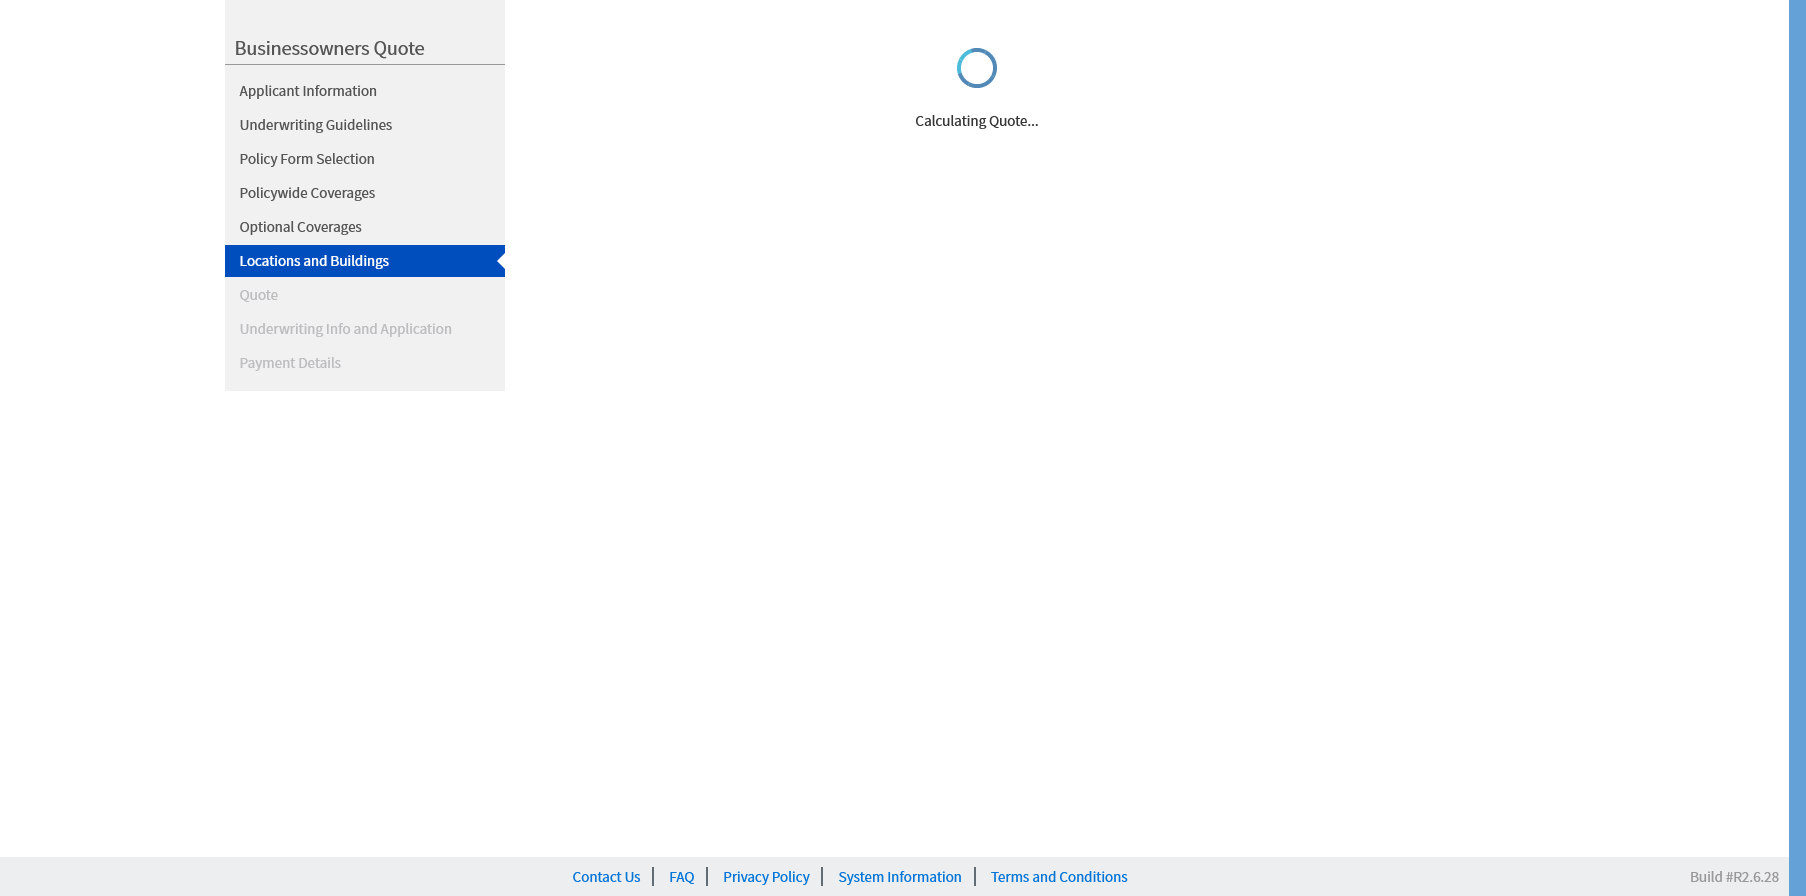 Businessowners Quote
Applicant Information
Underwriting Guidelines
Policy Form Selection
Policywide Coverages
Optional Coverages
Locations and Buildings
Quote
Underwriting Info and Application
Payment Details
Calculating Quote...
Contact Us
FAQ
Privacy Policy
System Information
Terms and Conditions
Build #R2.6.28